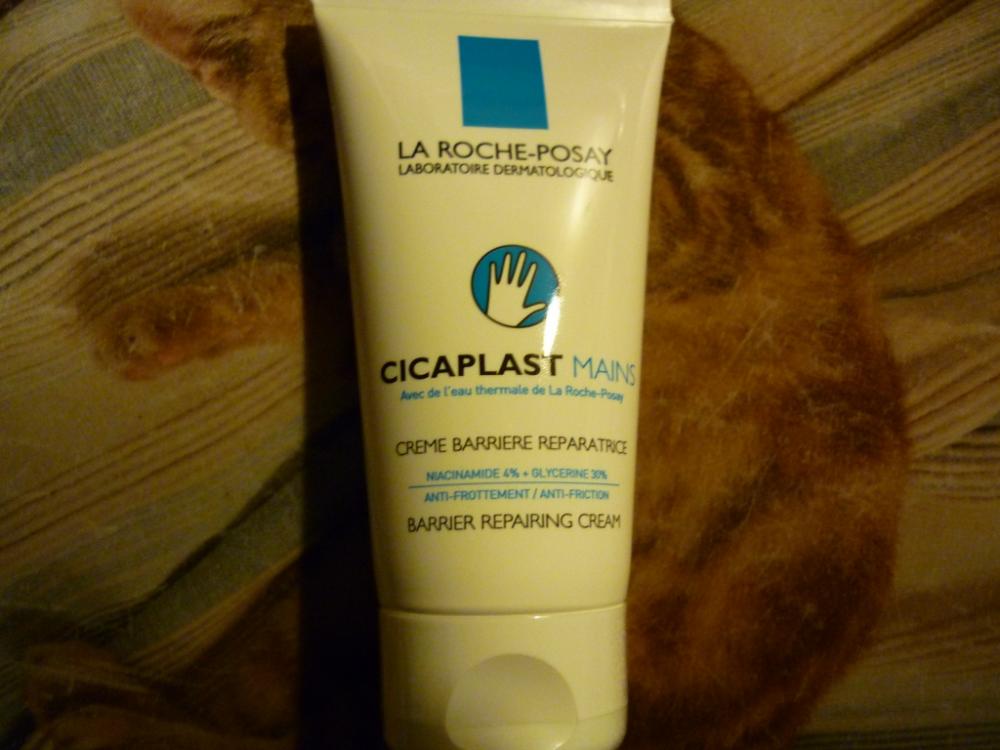 LA ROCHE-POSAY
LABORATOIRE DERMATOLOGIQUE
CICAPLAST MAINS
Avec de l'eau thermale de La Roche-Posay
CREME BARRIERE REPARATRICE
NIACINAMIDE 4% + GLYCERINE 30%
ANTI-FROTTEMENT / ANTI-FRICTION
BARRIER REPAIRING CREAM